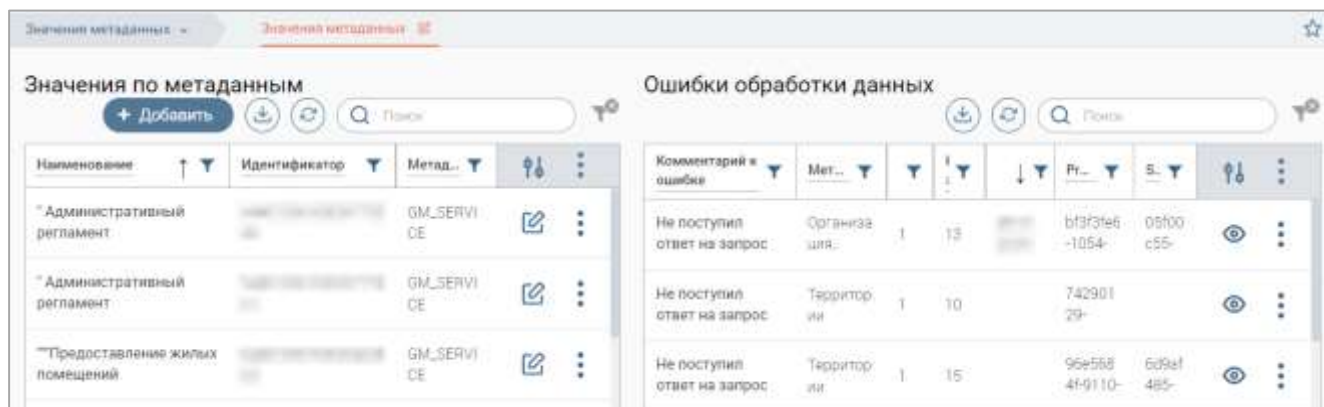 Значения метаданных
Значения метаданных
Значения по метаданным
+ Добавить
Поиск
Наименование
Идентификатор
Метад...
"Административный
регламент
GM_SERVI
CE
"Административный
регламент
GM_SERVI
CE
""Предоставление жилых
помещений
GM_SERVI
CE
Ошибки обработки данных
Поиск
Комментарий к
ошибке
Мет...
Pr...
S..
Не поступил
ответ на запрос
Организа
ция..
1
13
bf3f3fe6
-1054-
05f00
c55-
Не поступил
ответ на запрос
Территор
ии
1
10
742901
29-
Не поступил
ответ на запрос
Территор
ии
1
15
96e568
4f-9110-
6d9af
485-